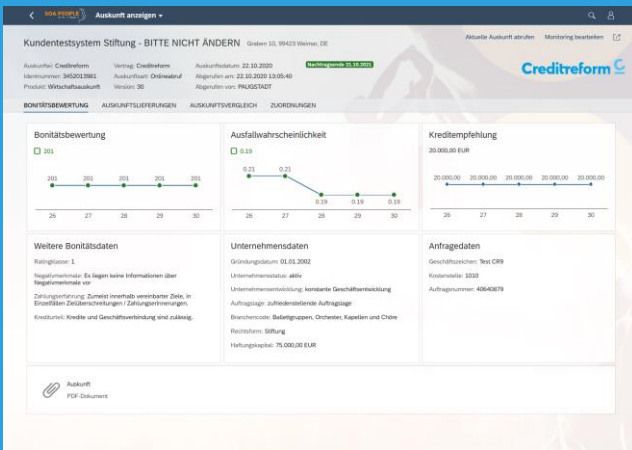 SOA PEOPLE Auskunft anzeigen
Kundentestsystem Stiftung - BITTE NICHT ÄNDERN Graben 10, 99423 Weimar, DE
Aktuelle Auskunft abrufen Monitoring bearbeiten
Auskunftei: Creditreform Vertrag: Creditreform Auskunftsdatum: 22.10.2020 Nachtragsende 21.10.2021
Identnummer: 3452013981 Auskunftsart: Onlineabruf Abgerufen am: 22.10.2020 13:05:40
Produkt: Wirtschaftsauskunft Version: 30 Abgerufen von: PAUGSTADT
Creditreform
BONITÄTSBEWERTUNG AUSKUNFTSLIEFERUNGEN AUSKUNFTSVERGLEICH ZUORDNUNGEN
Bonitätsbewertung
201
201 201 201 201 201
26 27 28 29 30
Ausfallwahrscheinlichkeit
0.19
0.21 0.21
0.19 0.19 0.19
26 27 28 29 30
Kreditempfehlung
20.000,00 EUR
20.000,00 20.000,00 20.000,00 20.000,00 20.000,00
26 27 28 29 30
Weitere Bonitätsdaten
Ratingklasse: 1
Negativmerkmale: Es liegen keine Informationen über
Negativmerkmale vor
Zahlungserfahrung: Zumeist innerhalb vereinbarter Ziele, in
Einzelfällen Zielüberschreitungen / Zahlungserinnerungen.
Krediturteil: Kredite und Geschäftsverbindung sind zulässig.
Unternehmensdaten
Gründungsdatum: 01.01.2002
Unternehmensstatus: aktiv
Unternehmensentwicklung: konstante Geschäftsentwicklung
Auftragslage: zufriedenstellende Auftragslage
Branchencode: Ballettgruppen, Orchester, Kapellen und Chöre
Rechtsform: Stiftung
Haftungskapital: 75.000,00 EUR
Anfragedaten
Geschäftszeichen: Test CR9
Kostenstelle: 1010
Auftragsnummer: 40640879
Auskunft
PDF-Dokument